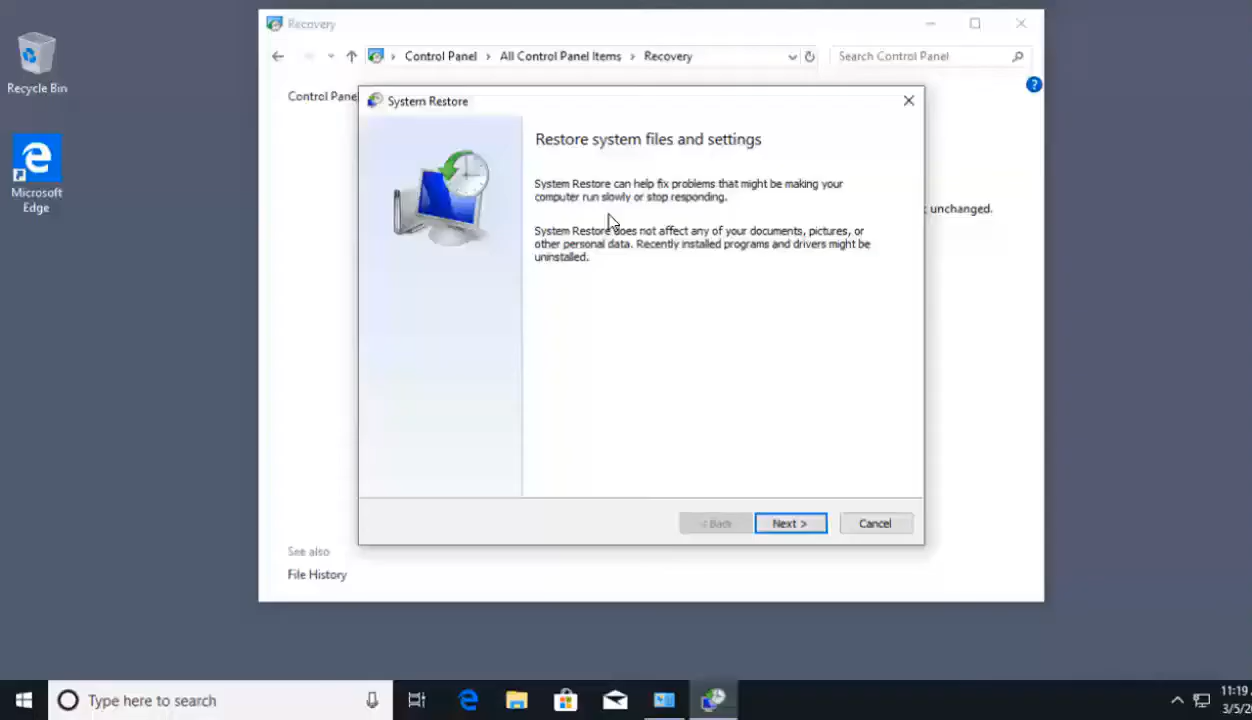 Recovery
Control Panel
All Control Panel Items
Recovery
Search Control Panel
?
Recycle Bin
Microsoft
Edge
System Restore
Restore system files and settings
System Restore can help fix problems that might be making your
computer run slowly or stop responding.
System Restore does not affect any of your documents, pictures, or
other personal data. Recently installed programs and drivers might be
uninstalled.
unchanged.
< Back
Next >
Cancel
See also
File History
Type here to search
11:19
3/5/2